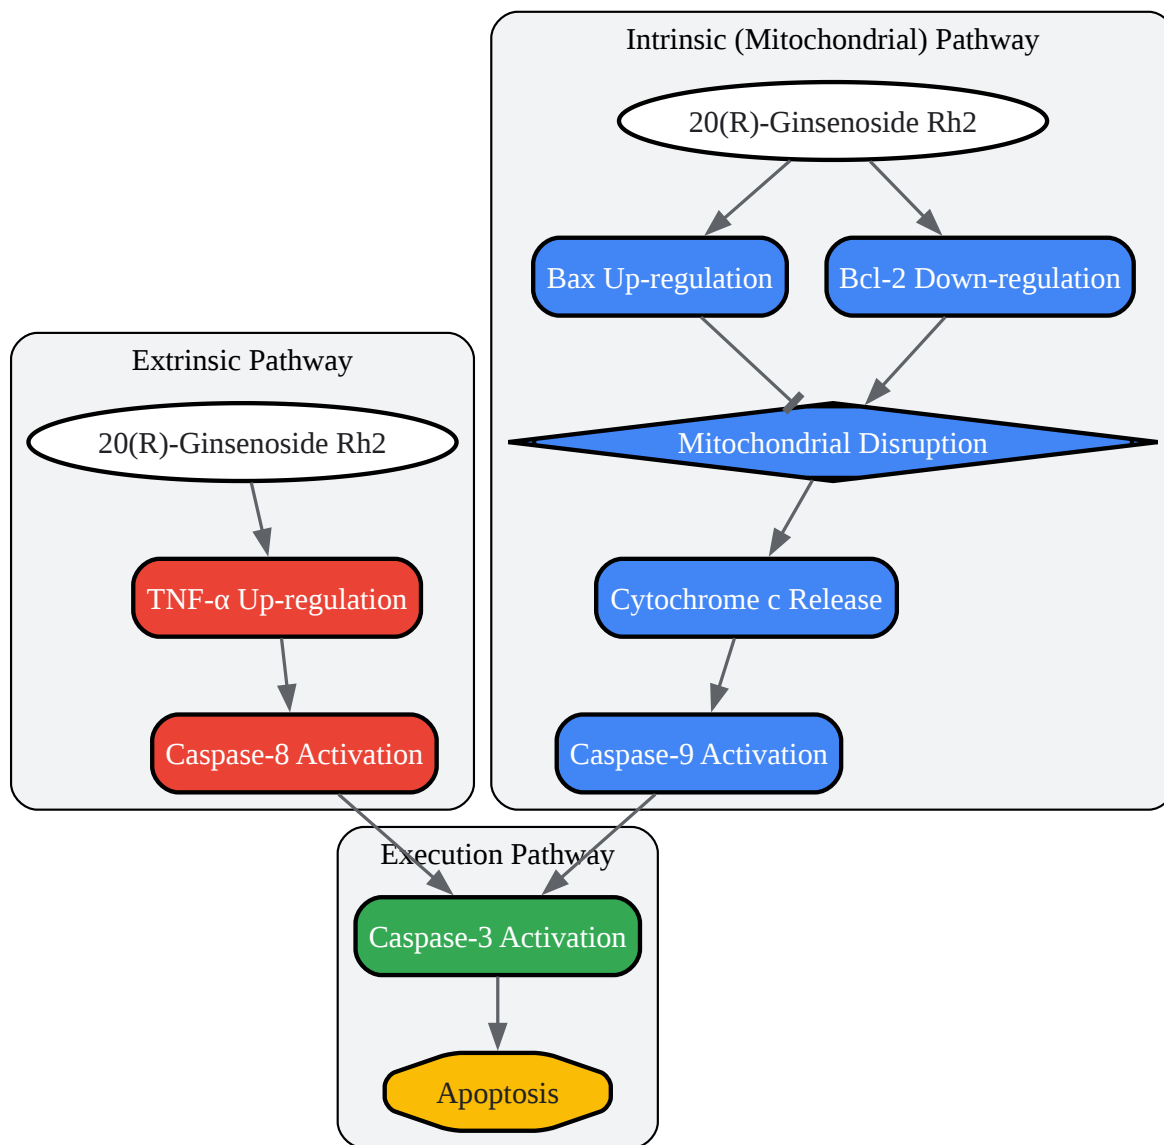 Intrinsic (Mitochondrial) Pathway
20(R)-Ginsenoside Rh2
Bax Up-regulation
Bcl-2 Down-regulation
Mitochondrial Disruption
Cytochrome c Release
Caspase-9 Activation
Extrinsic Pathway
20(R)-Ginsenoside Rh2
TNF-α Up-regulation
Caspase-8 Activation
Execution Pathway
Caspase-3 Activation
Apoptosis